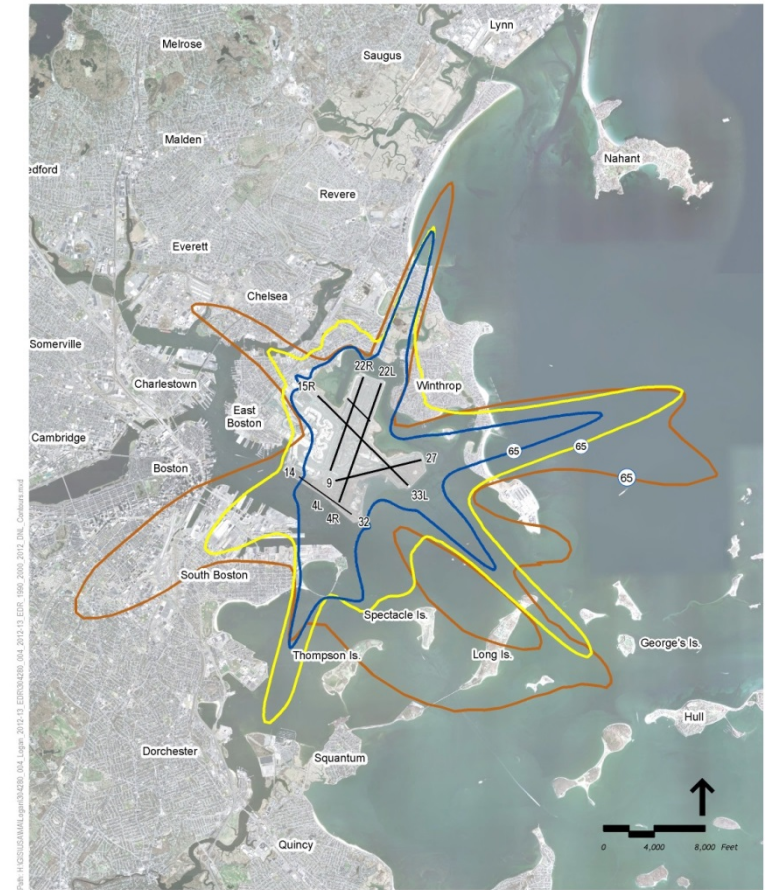 Lynn
Melrose
Saugus
Malden
Nahant
edford
Revere
Everett
Chelsea
Somerville
22R
22L
Charlestown
15R
Winthrop
East
Boston
Cambridge
65
65
Boston
27
65
14
9
33L
4L
4R
32
South Boston
Spectacle Is.
Thompson Is.
Long Is.
George's Is.
Hull
Dorchester
Squantum
Quincy
0 4,000 8,000 Feet